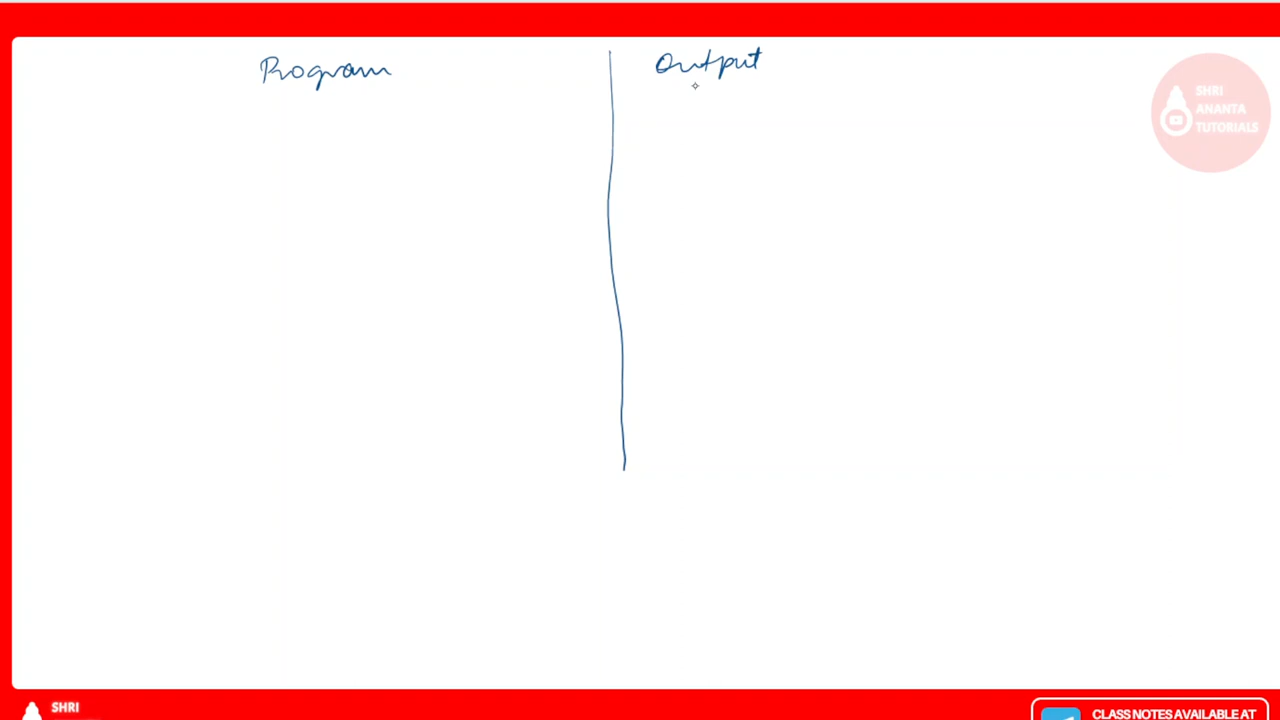 Program
Output
SHRI
ANANTA
TUTORIALS
SHRI
CLASS NOTES AVAILABLE AT